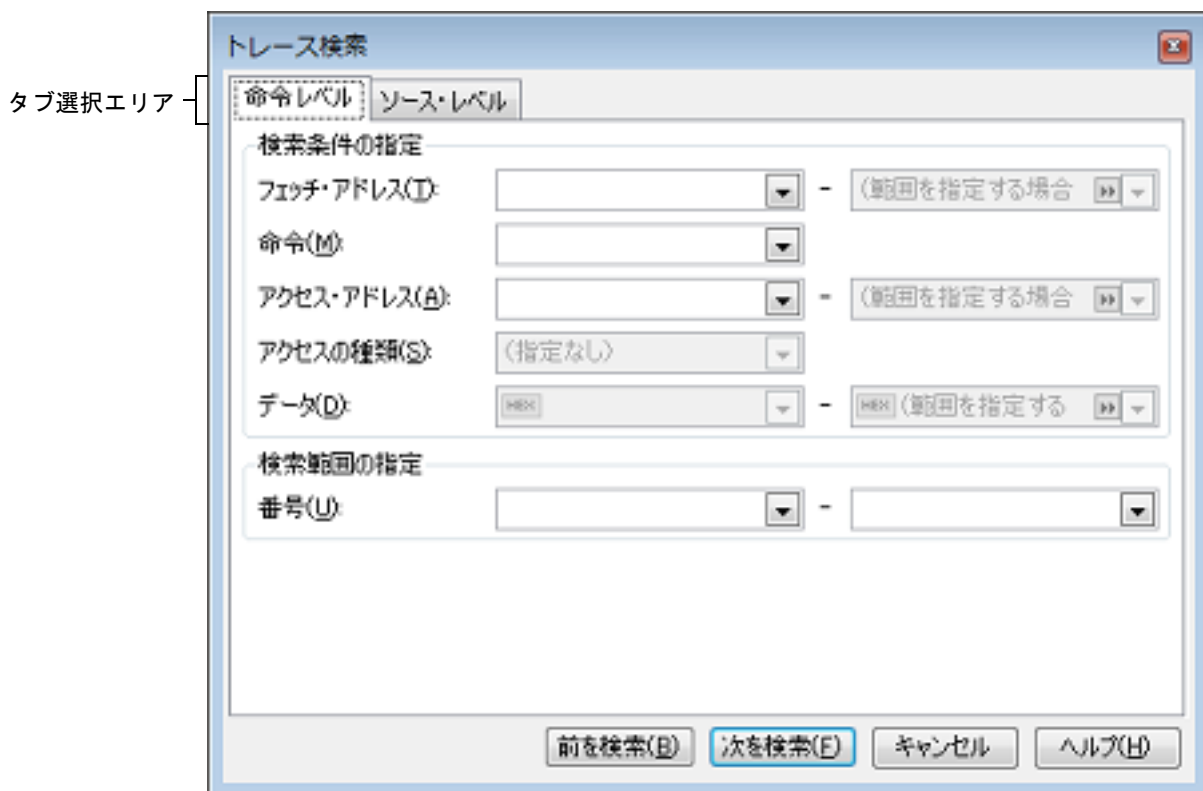 トレース検索
タブ選択エリア
命令レベル ソース・レベル
検索条件の指定
フェッチ・アドレス(T): - (範囲を指定する場合
命令(M):
アクセス・アドレス(A): - (範囲を指定する場合
アクセスの種類(S): (指定なし)
データ(D): HEX - HEX (範囲を指定する
検索範囲の指定
番号(U): -
前を検索(B) 次を検索(F) キャンセル ヘルプ(H)